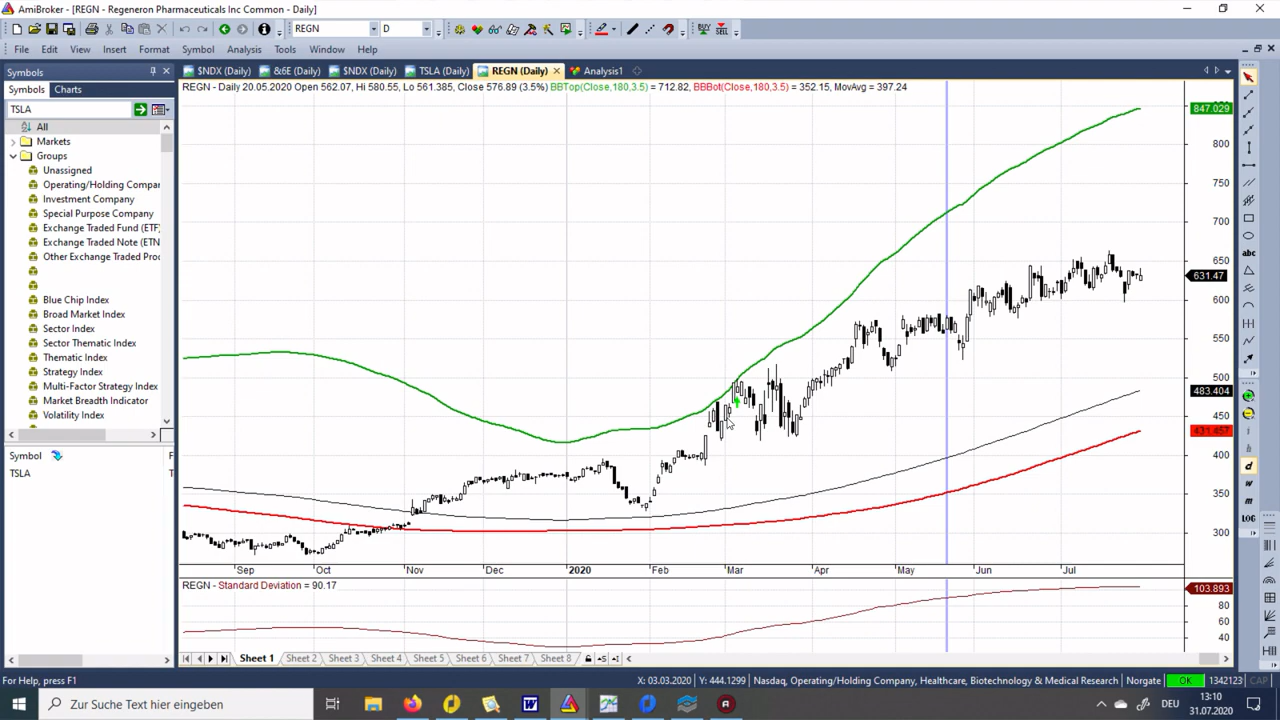 AmiBroker - [REGN - Regeneron Pharmaceuticals Inc Common - Daily]
REGN
D
BUY
SELL
File Edit View Insert Format Symbol Analysis Tools Window Help
Symbols
$NDX (Daily) &6E (Daily) $NDX (Daily) TSLA (Daily) REGN (Daily) Analysis1
Symbols Charts
REGN - Daily 20.05.2020 Open 562.07, Hi 580.55, Lo 561.385, Close 576.89 (3.5%) BBTop(Close,180,3.5) = 712.82, BBBot(Close,180,3.5) = 352.15, MovAvg = 397.24
TSLA
All
Markets
Groups
Unassigned
Operating/Holding Compar
Investment Company
Special Purpose Company
Exchange Traded Fund (ETF)
Exchange Traded Note (ETN
Other Exchange Traded Proc
Blue Chip Index
Broad Market Index
Sector Index
Sector Thematic Index
Thematic Index
Strategy Index
Multi-Factor Strategy Index
Market Breadth Indicator
Volatility Index
Symbol
TSLA
847.029
800
750
700
650
631.47
600
550
500
483.404
450
431.457
400
350
300
Sep Oct Nov Dec 2020 Feb Mar Apr May Jun Jul
REGN - Standard Deviation = 90.17
103.893
80
60
40
abc
d
w
m
LOG
Sheet 1 Sheet 2 Sheet 3 Sheet 4 Sheet 5 Sheet 6 Sheet 7 Sheet 8
For Help, press F1
X: 03.03.2020 Y: 444.1299 Nasdaq, Operating/Holding Company, Healthcare, Biotechnology & Medical Research Norgate OK 1342123 CAP
Zur Suche Text hier eingeben
DEU
13:10
31.07.2020